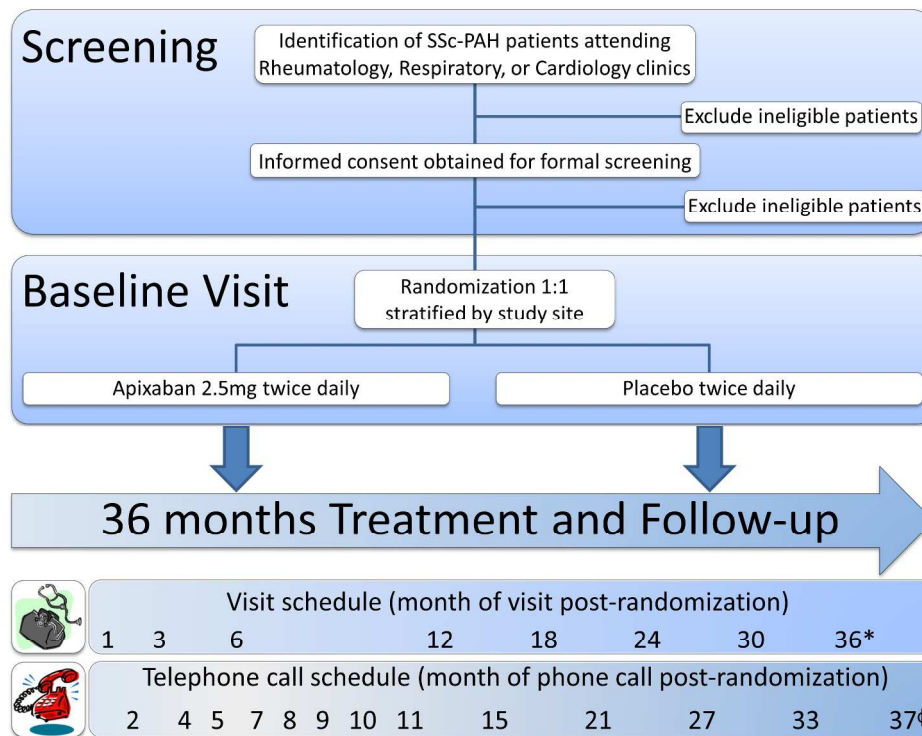 Screening
Identification of SSc-PAH patients attending
Rheumatology, Respiratory, or Cardiology clinics
Exclude ineligible patients
Informed consent obtained for formal screening
Exclude ineligible patients
Baseline Visit
Randomization 1:1
stratified by study site
Apixaban 2.5mg twice daily
Placebo twice daily
36 months Treatment and Follow-up
Visit schedule (month of visit post-randomization)
1 3 6 12 18 24 30 36*
Telephone call schedule (month of phone call post-randomization)
2 4 5 7 8 9 10 11 15 21 27 33 37